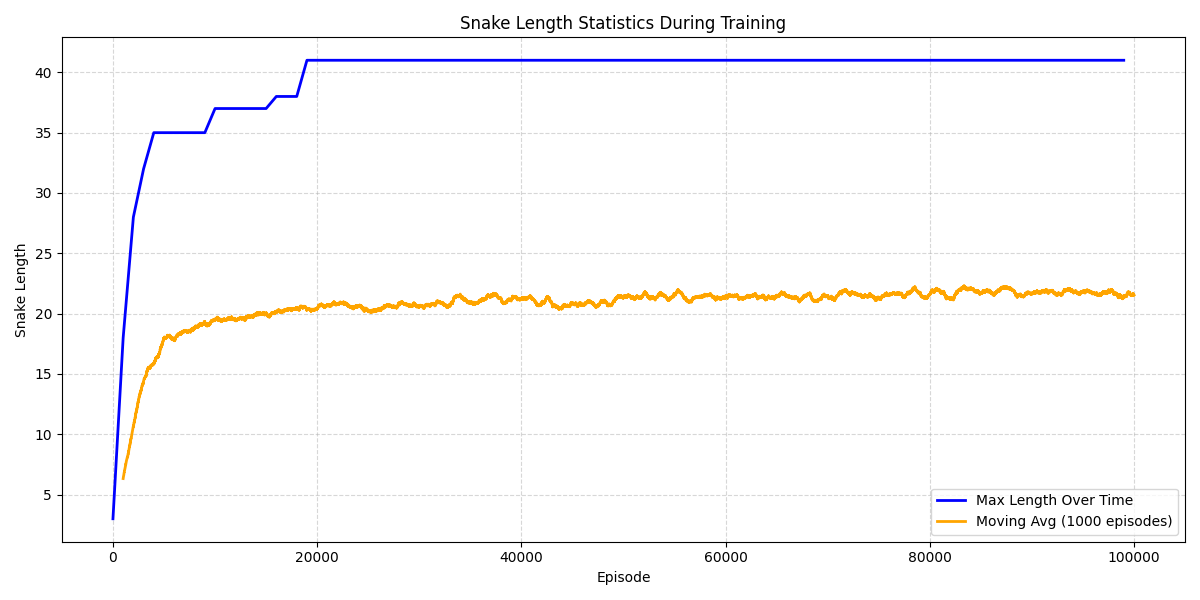 Snake Length Statistics During Training
Snake Length
40
35
30
25
20
15
10
5
0
20000
40000
60000
80000
100000
Episode
Max Length Over Time
Moving Avg (1000 episodes)